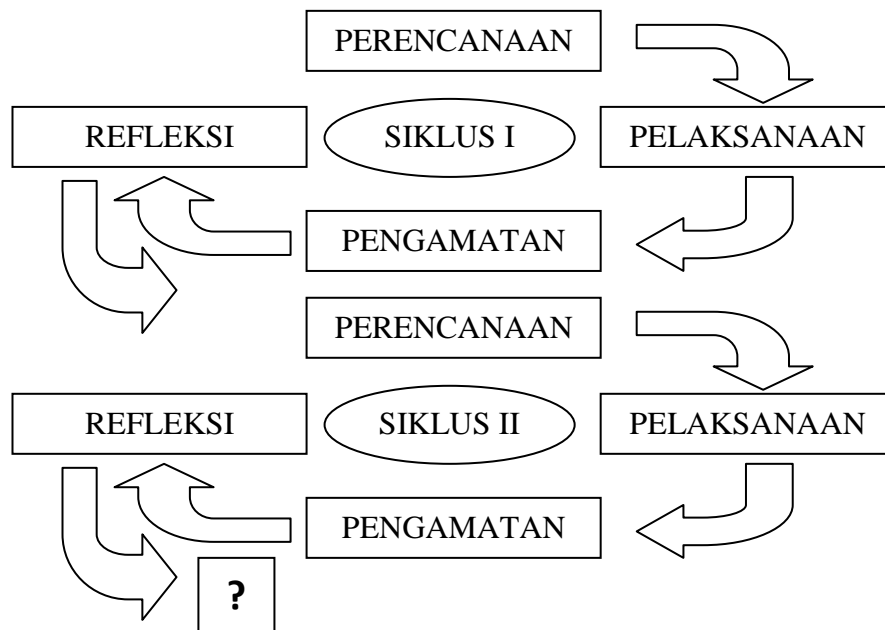 PERENCANAAN
REFLEKSI
SIKLUS I
PELAKSANAAN
PENGAMATAN
PERENCANAAN
REFLEKSI
SIKLUS II
PELAKSANAAN
PENGAMATAN
?